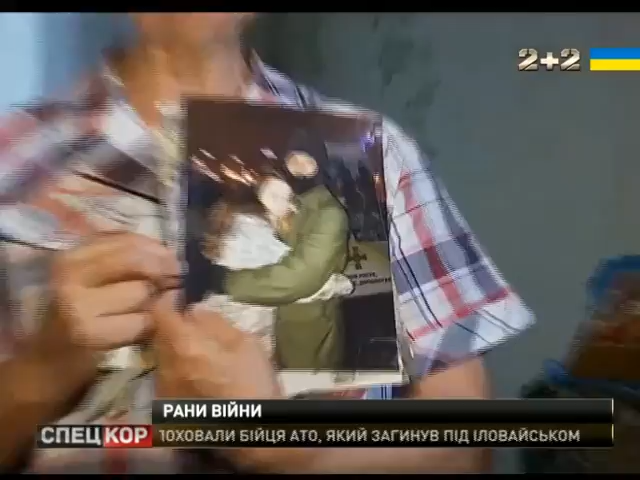 2+2
РАНИ ВІЙНИ
СПЕЦКОР
ПОХОВАЛИ БІЙЦЯ АТО, ЯКИЙ ЗАГИНУВ ПІД ІЛОВАЙСЬКОМ